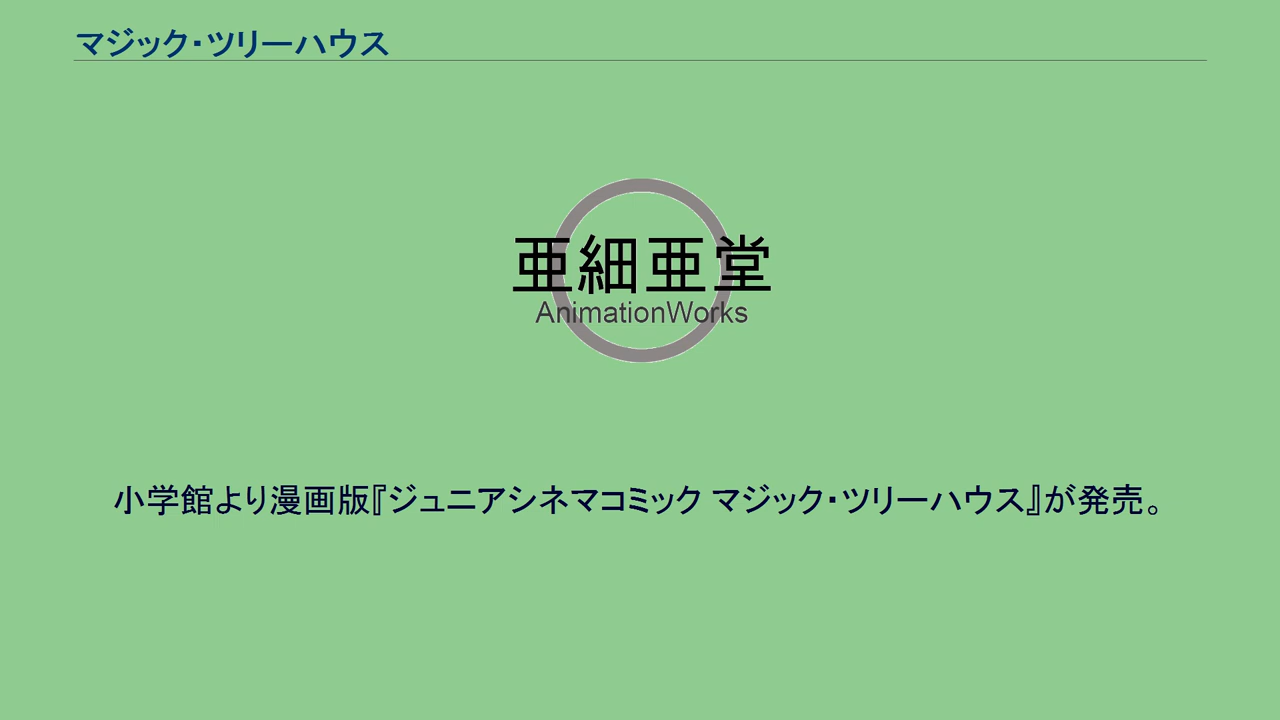 マジック・ツリーハウス
亜細亜堂
AnimationWorks
小学館より漫画版『ジュニアシネマコミック マジック・ツリーハウス』が発売。